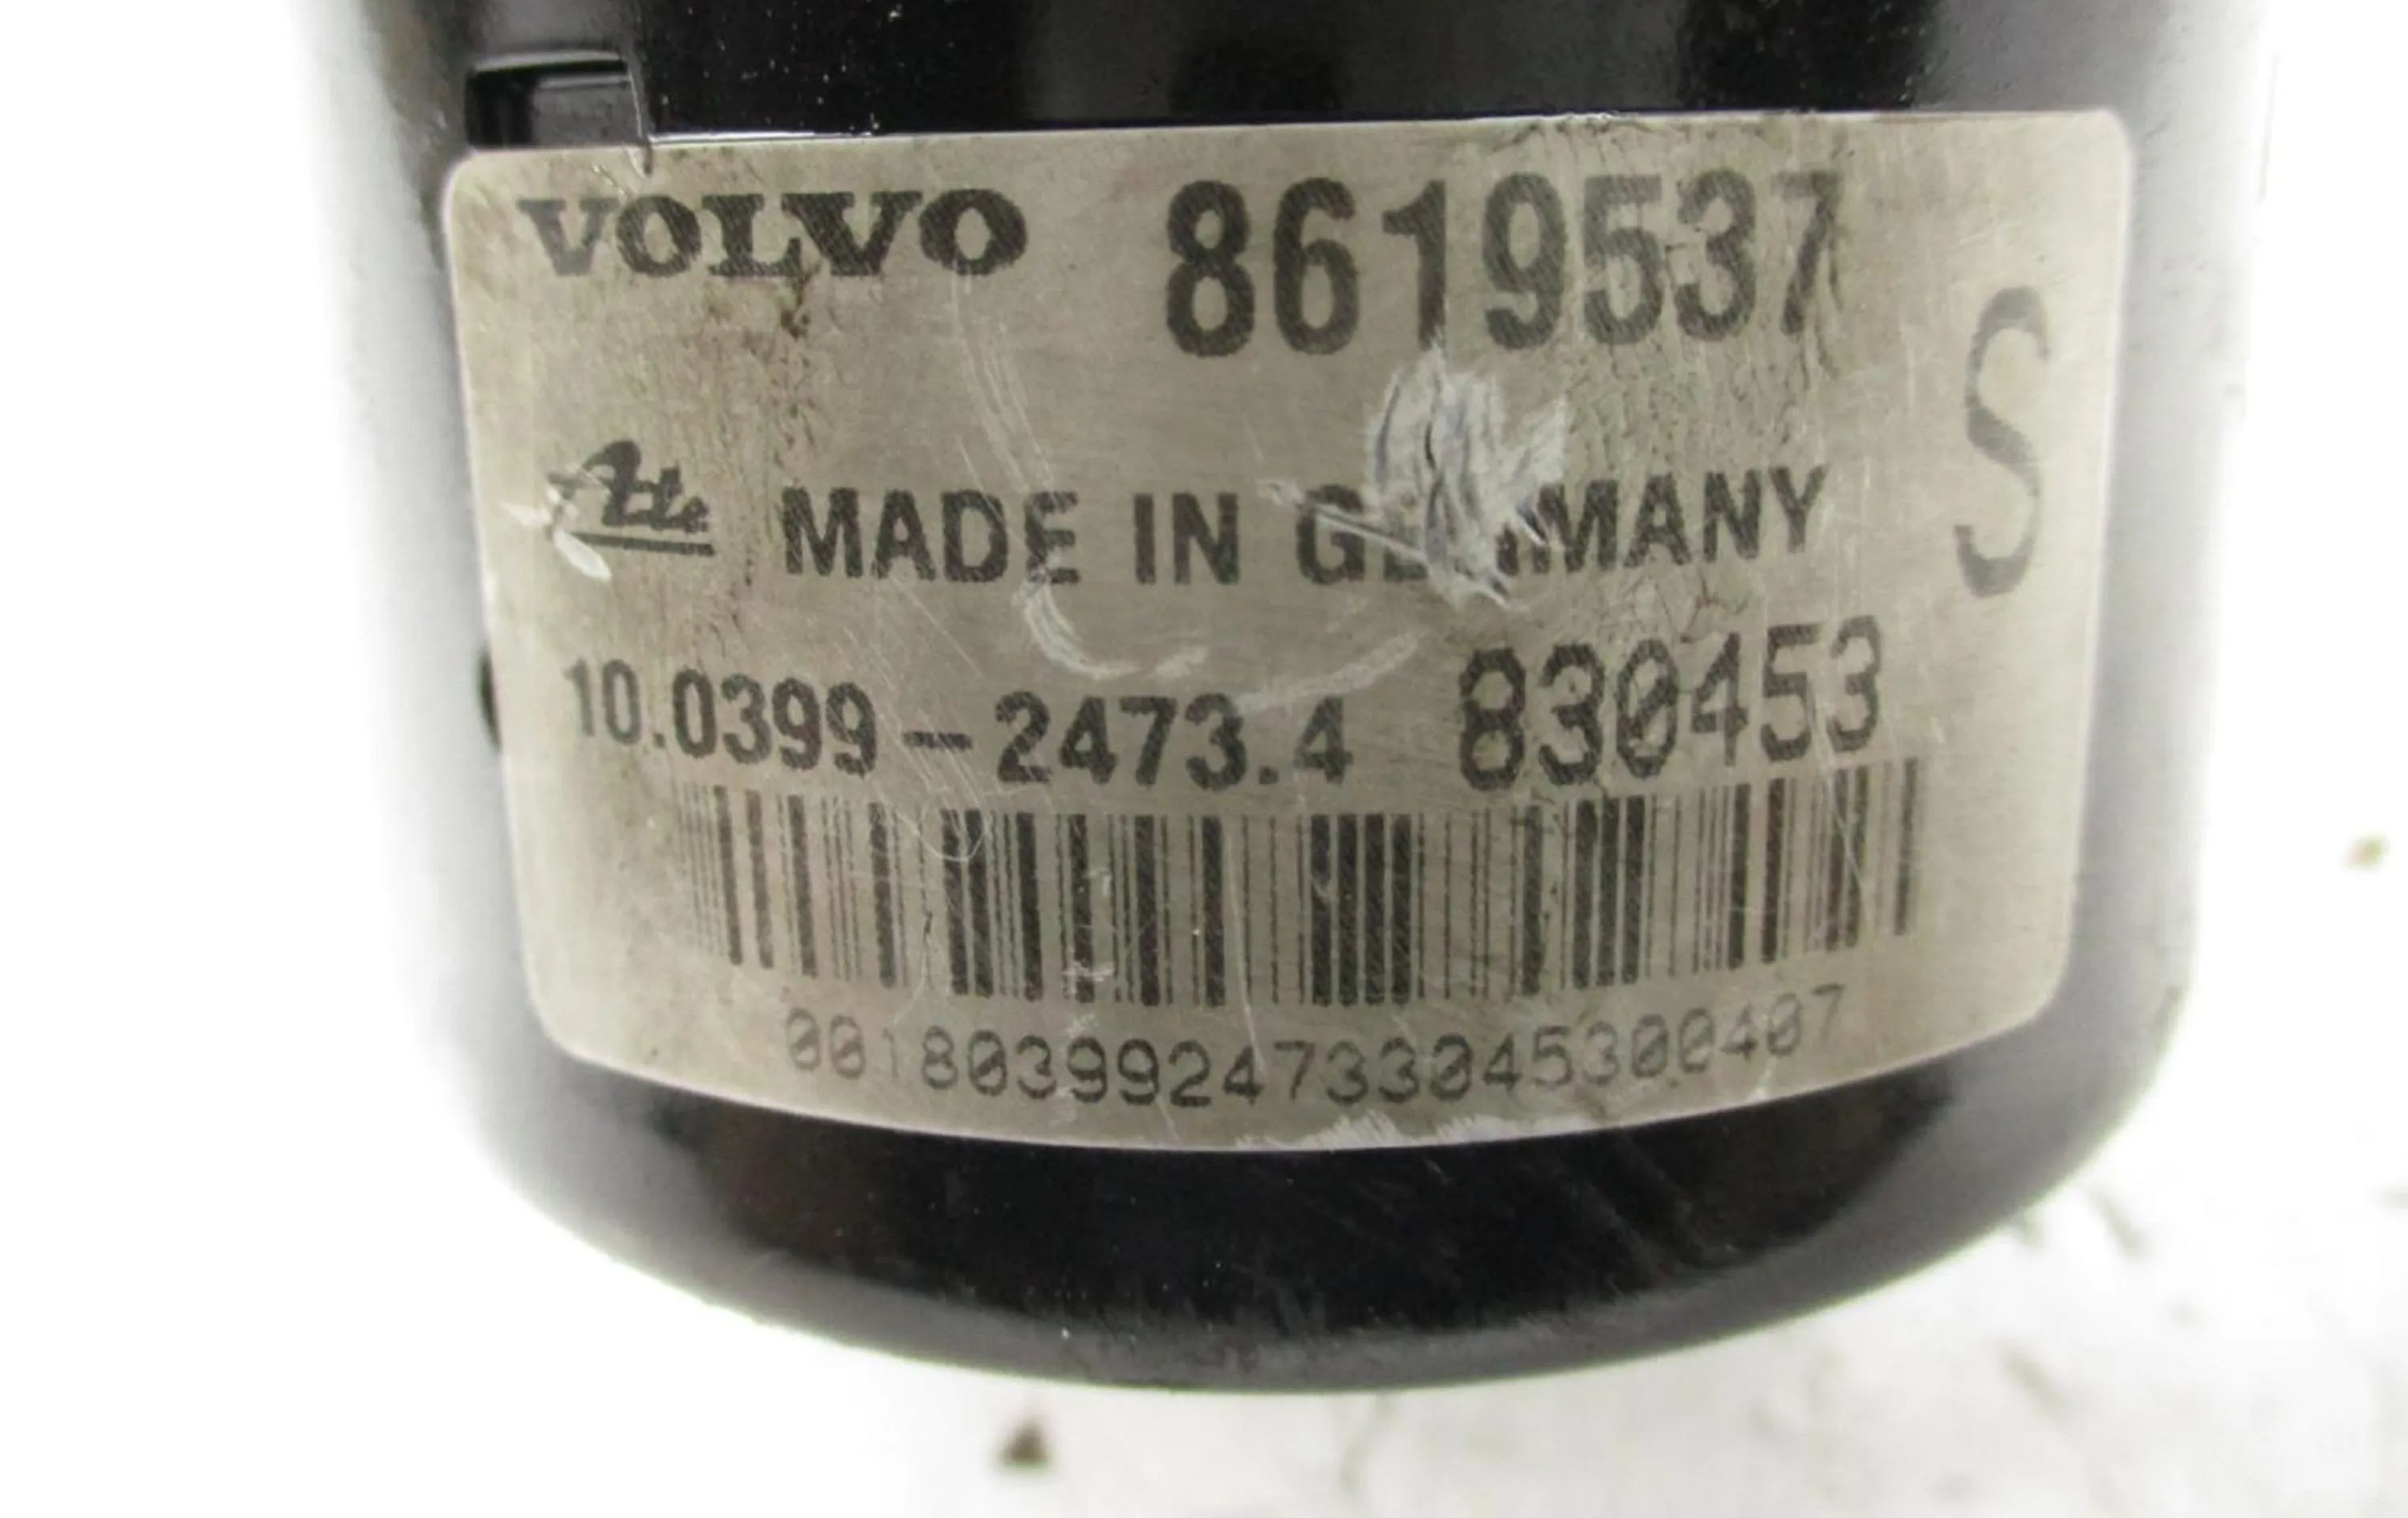 VOLVO 8619537
S
Ate MADE IN GERMANY
10.0399-2473.4 830453
0018039924733045300407